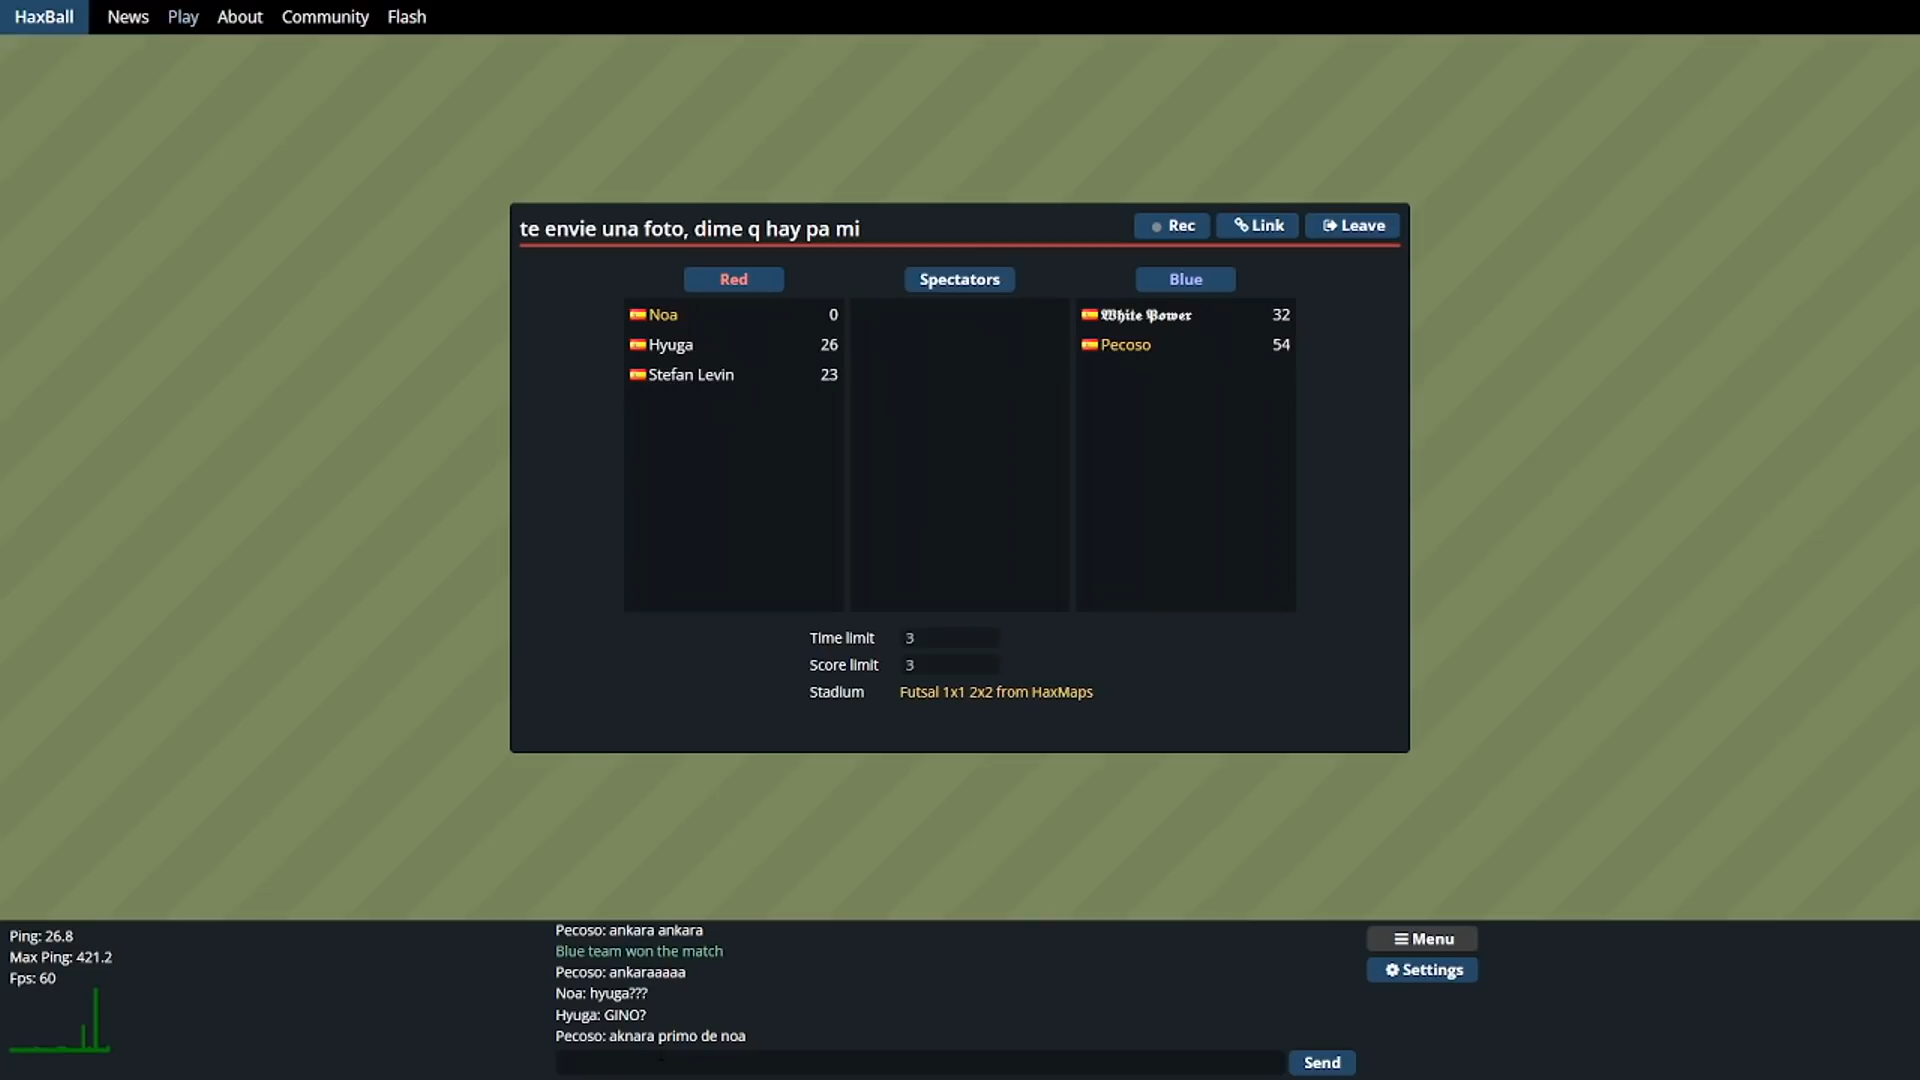 HaxBall News Play About Community Flash
te envie una foto, dime q hay pa mi
Rec Link Leave
Red Spectators Blue
Noa 0
Hyuga 26
Stefan Levin 23
𝖂𝖍𝖎𝖙𝖊 𝕻𝖔𝖜𝖊𝖗 32
Pecoso 54
Time limit 3
Score limit 3
Stadium Futsal 1x1 2x2 from HaxMaps
Ping: 26.8
Max Ping: 421.2
Fps: 60
Pecoso: ankara ankara
Blue team won the match
Pecoso: ankaraaaaa
Noa: hyuga???
Hyuga: GINO?
Pecoso: aknara primo de noa
Menu
Settings
Send